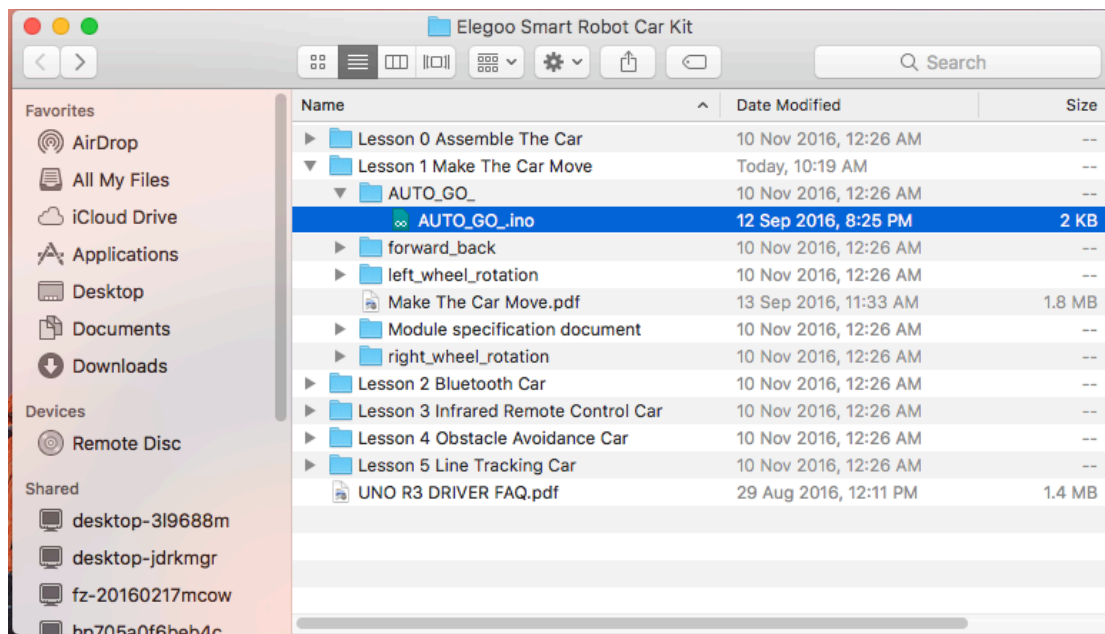 Elegoo Smart Robot Car Kit
Search
Favorites
AirDrop
All My Files
iCloud Drive
Applications
Desktop
Documents
Downloads
Devices
Remote Disc
Shared
desktop-3l9688m
desktop-jdrkmgr
fz-20160217mcow
hp705a0f6beb4c
Name Date Modified Size
Lesson 0 Assemble The Car 10 Nov 2016, 12:26 AM --
Lesson 1 Make The Car Move Today, 10:19 AM --
AUTO_GO_ 10 Nov 2016, 12:26 AM --
AUTO_GO_.ino 12 Sep 2016, 8:25 PM 2 KB
forward_back 10 Nov 2016, 12:26 AM --
left_wheel_rotation 10 Nov 2016, 12:26 AM --
Make The Car Move.pdf 13 Sep 2016, 11:33 AM 1.8 MB
Module specification document 10 Nov 2016, 12:26 AM --
right_wheel_rotation 10 Nov 2016, 12:26 AM --
Lesson 2 Bluetooth Car 10 Nov 2016, 12:26 AM --
Lesson 3 Infrared Remote Control Car 10 Nov 2016, 12:26 AM --
Lesson 4 Obstacle Avoidance Car 10 Nov 2016, 12:26 AM --
Lesson 5 Line Tracking Car 10 Nov 2016, 12:26 AM --
UNO R3 DRIVER FAQ.pdf 29 Aug 2016, 12:11 PM 1.4 MB